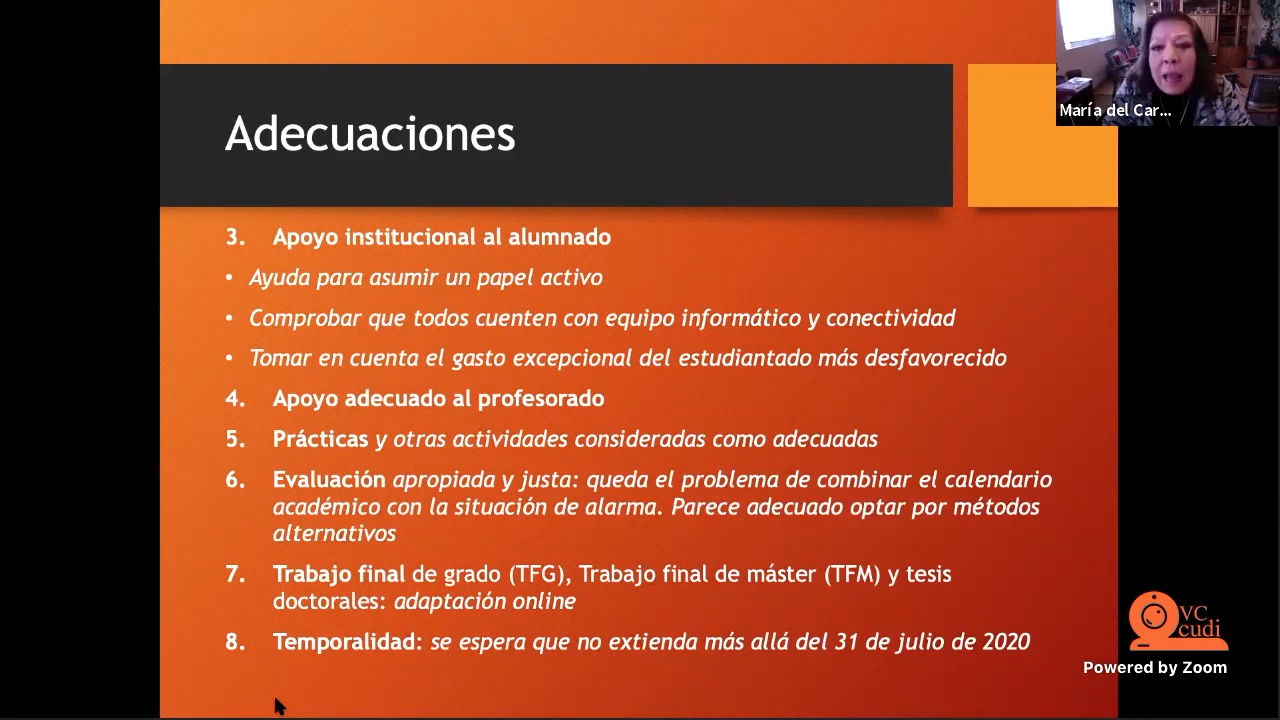 María del Car...
Adecuaciones
3. Apoyo institucional al alumnado
• Ayuda para asumir un papel activo
• Comprobar que todos cuenten con equipo informático y conectividad
• Tomar en cuenta el gasto excepcional del estudiantado más desfavorecido
4. Apoyo adecuado al profesorado
5. Prácticas y otras actividades consideradas como adecuadas
6. Evaluación apropiada y justa: queda el problema de combinar el calendario
académico con la situación de alarma. Parece adecuado optar por métodos
alternativos
7. Trabajo final de grado (TFG), Trabajo final de máster (TFM) y tesis
doctorales: adaptación online
8. Temporalidad: se espera que no extienda más allá del 31 de julio de 2020
VC
cudi
Powered by Zoom